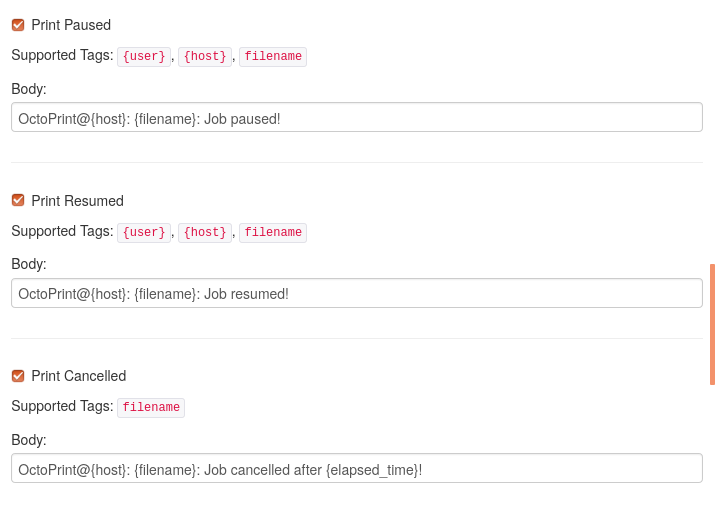 Print Paused
Supported Tags: {user}, {host}, filename
Body:
OctoPrint@{host}: {filename}: Job paused!
Print Resumed
Supported Tags: {user}, {host}, filename
Body:
OctoPrint@{host}: {filename}: Job resumed!
Print Cancelled
Supported Tags: filename
Body:
OctoPrint@{host}: {filename}: Job cancelled after {elapsed_time}!